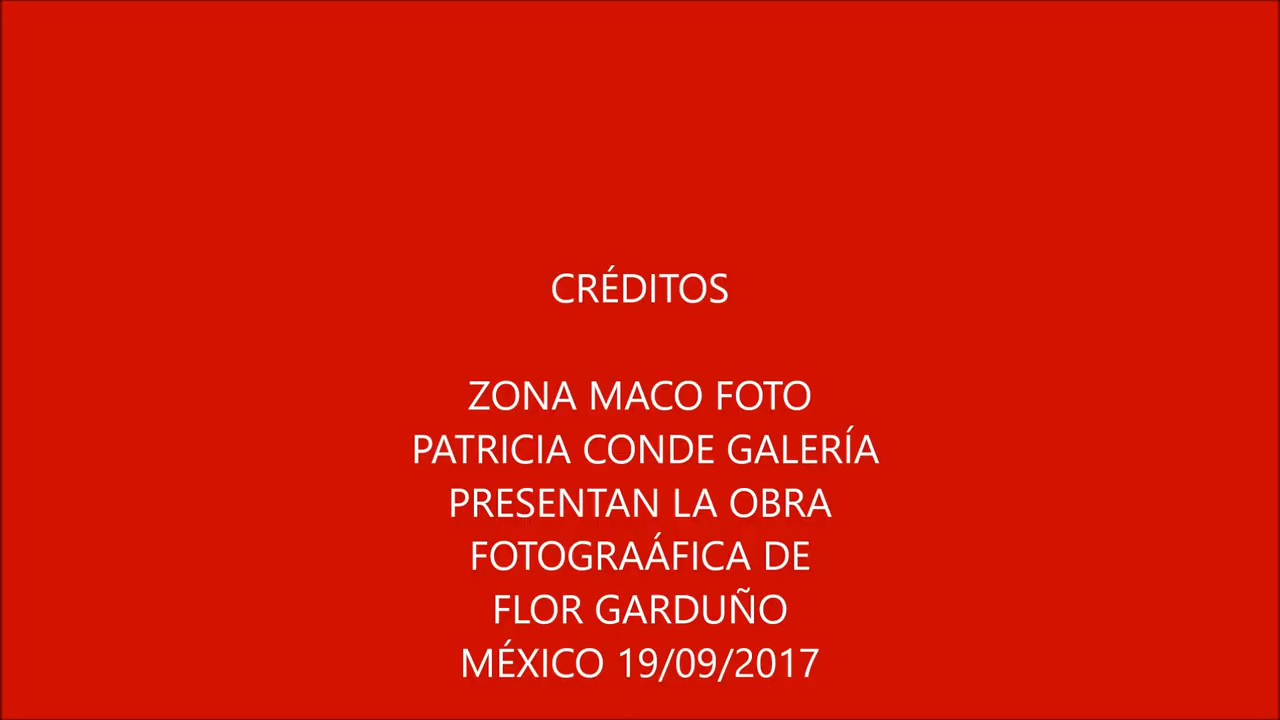 CRÉDITOS
ZONA MACO FOTO
PATRICIA CONDE GALERÍA
PRESENTAN LA OBRA
FOTOGRAÁFICA DE
FLOR GARDUÑO
MÉXICO 19/09/2017